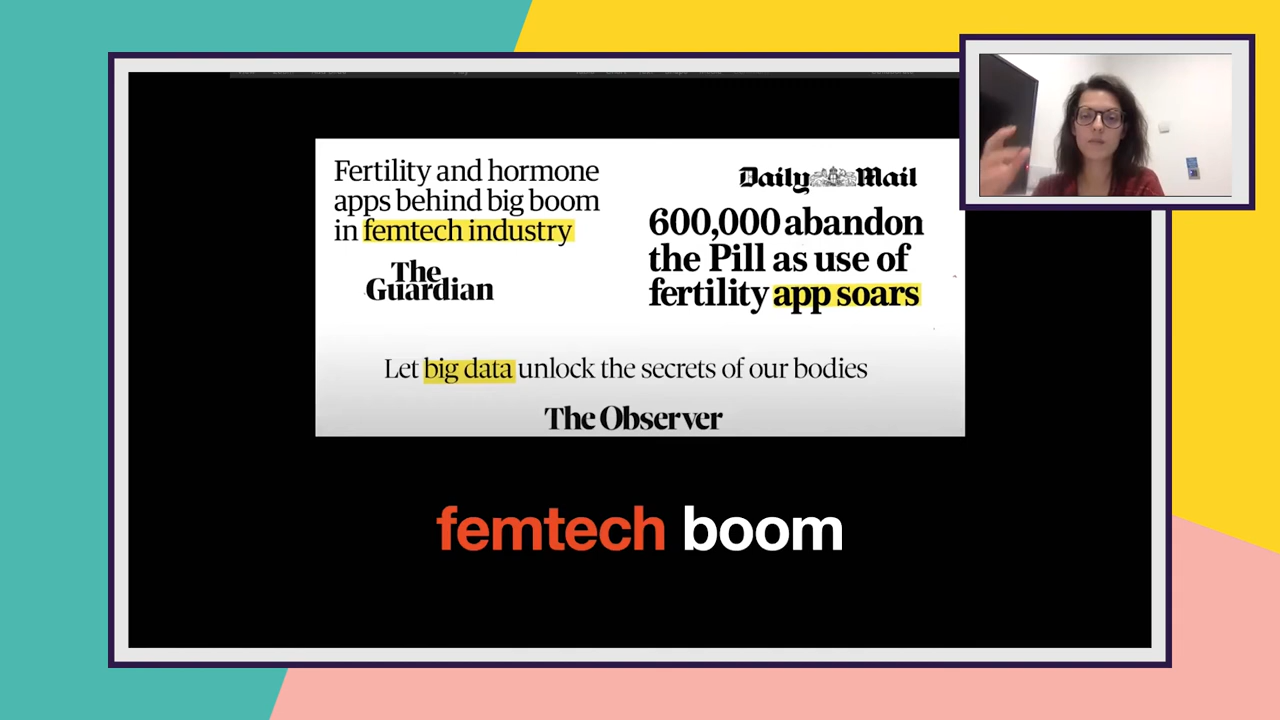 Fertility and hormone
apps behind big boom
in femtech industry
The
Guardian
Daily Mail
600,000 abandon
the Pill as use of
fertility app soars
Let big data unlock the secrets of our bodies
The Observer
femtech boom